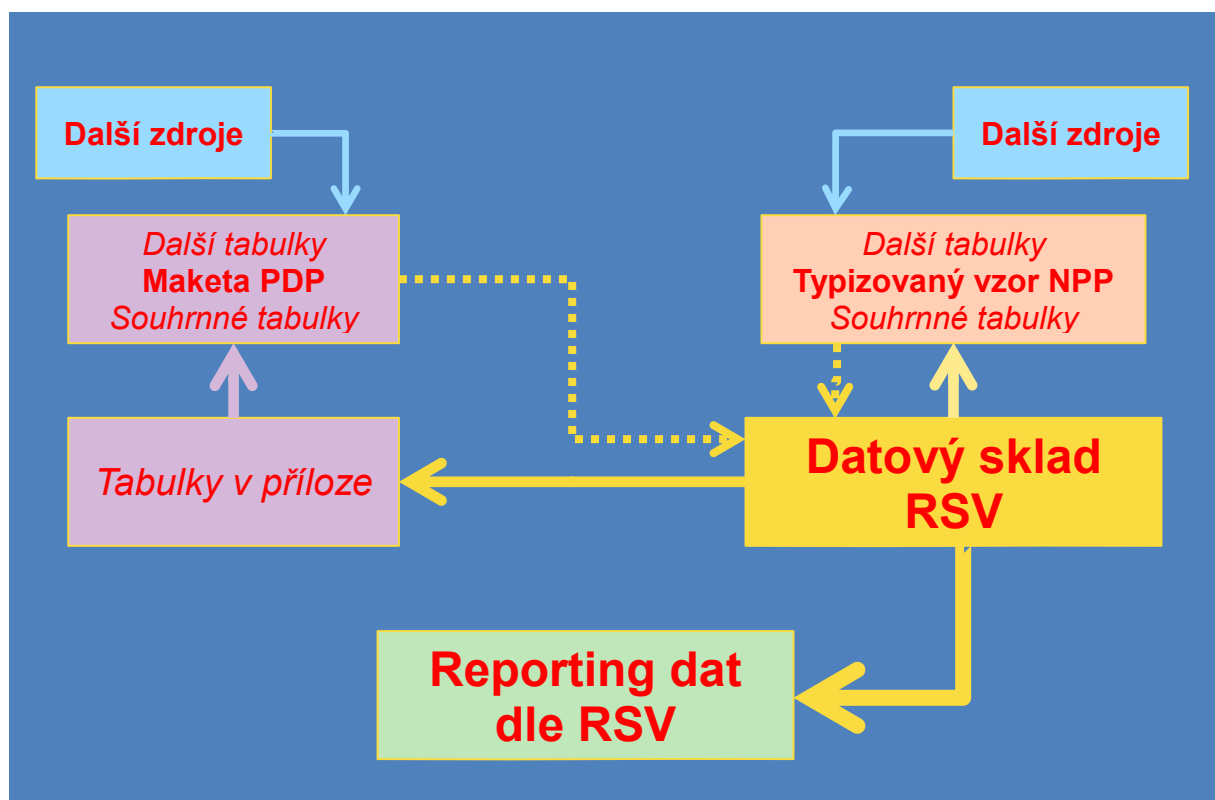 Další zdroje
Další zdroje
Další tabulky
Maketa PDP
Souhrnné tabulky
Další tabulky
Typizovaný vzor NPP
Souhrnné tabulky
Tabulky v příloze
Datový sklad
RSV
Reporting dat
dle RSV